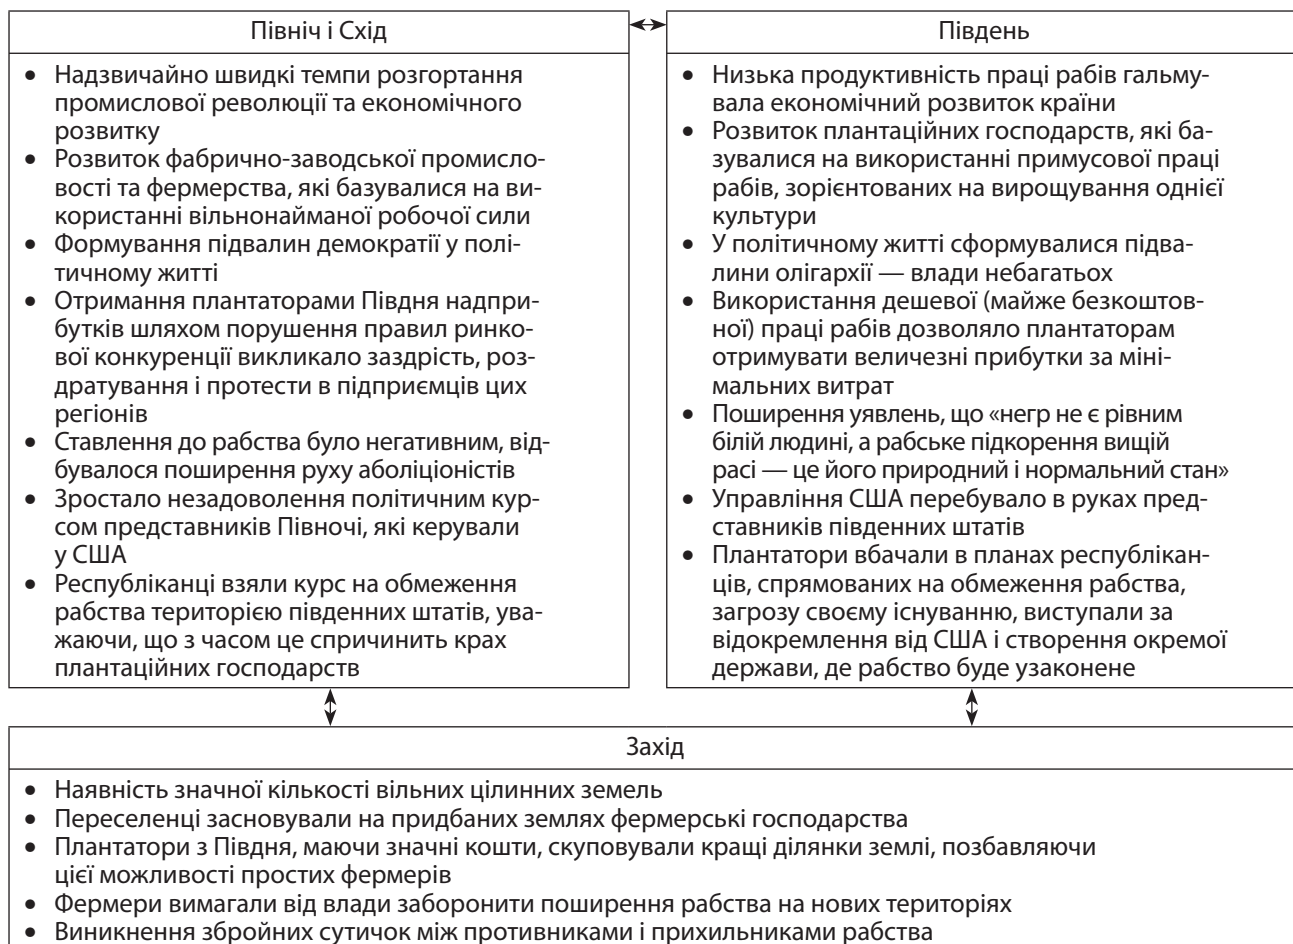 Північ і Схід
• Надзвичайно швидкі темпи розгортання
промислової революції та економічного
розвитку
• Розвиток фабрично-заводської промисло-
вості та фермерства, які базувалися на ви-
користанні вільнонайманої робочої сили
• Формування підвалин демократії у полі-
тичному житті
• Отримання плантаторами Півдня надпри-
бутків шляхом порушення правил ринко-
вої конкуренції викликало заздрість, роз-
дратування і протести в підприємців цих
регіонів
• Ставлення до рабства було негативним, від-
бувалося поширення руху аболіціоністів
• Зростало незадоволення політичним кур-
сом представників Півночі, які керували
у США
• Республіканці взяли курс на обмеження
рабства територією південних штатів, ува-
жаючи, що з часом це спричинить крах
плантаційних господарств
Південь
• Низька продуктивність праці рабів гальму-
вала економічний розвиток країни
• Розвиток плантаційних господарств, які ба-
зувалися на використанні примусової праці
рабів, зорієнтованих на вирощування однієї
культури
• У політичному житті сформувалися підва-
лини олігархії — влади небагатьох
• Використання дешевої (майже безкоштов-
ної) праці рабів дозволяло плантаторам
отримувати величезні прибутки за міні-
мальних витрат
• Поширення уявлень, що «негр не є рівним
білій людині, а рабське підкорення вищій
расі — це його природний і нормальний стан»
• Управління США перебувало в руках пред-
ставників південних штатів
• Плантатори вбачали в планах республікан-
ців, спрямованих на обмеження рабства,
загрозу своєму існуванню, виступали за
відокремлення від США і створення окремої
держави, де рабство буде узаконене
Захід
• Наявність значної кількості вільних цілинних земель
• Переселенці засновували на придбаних землях фермерські господарства
• Плантатори з Півдня, маючи значні кошти, скуповували кращі ділянки землі, позбавляючи
цієї можливості простих фермерів
• Фермери вимагали від влади заборонити поширення рабства на нових територіях
• Виникнення збройних сутичок між противниками і прихильниками рабства